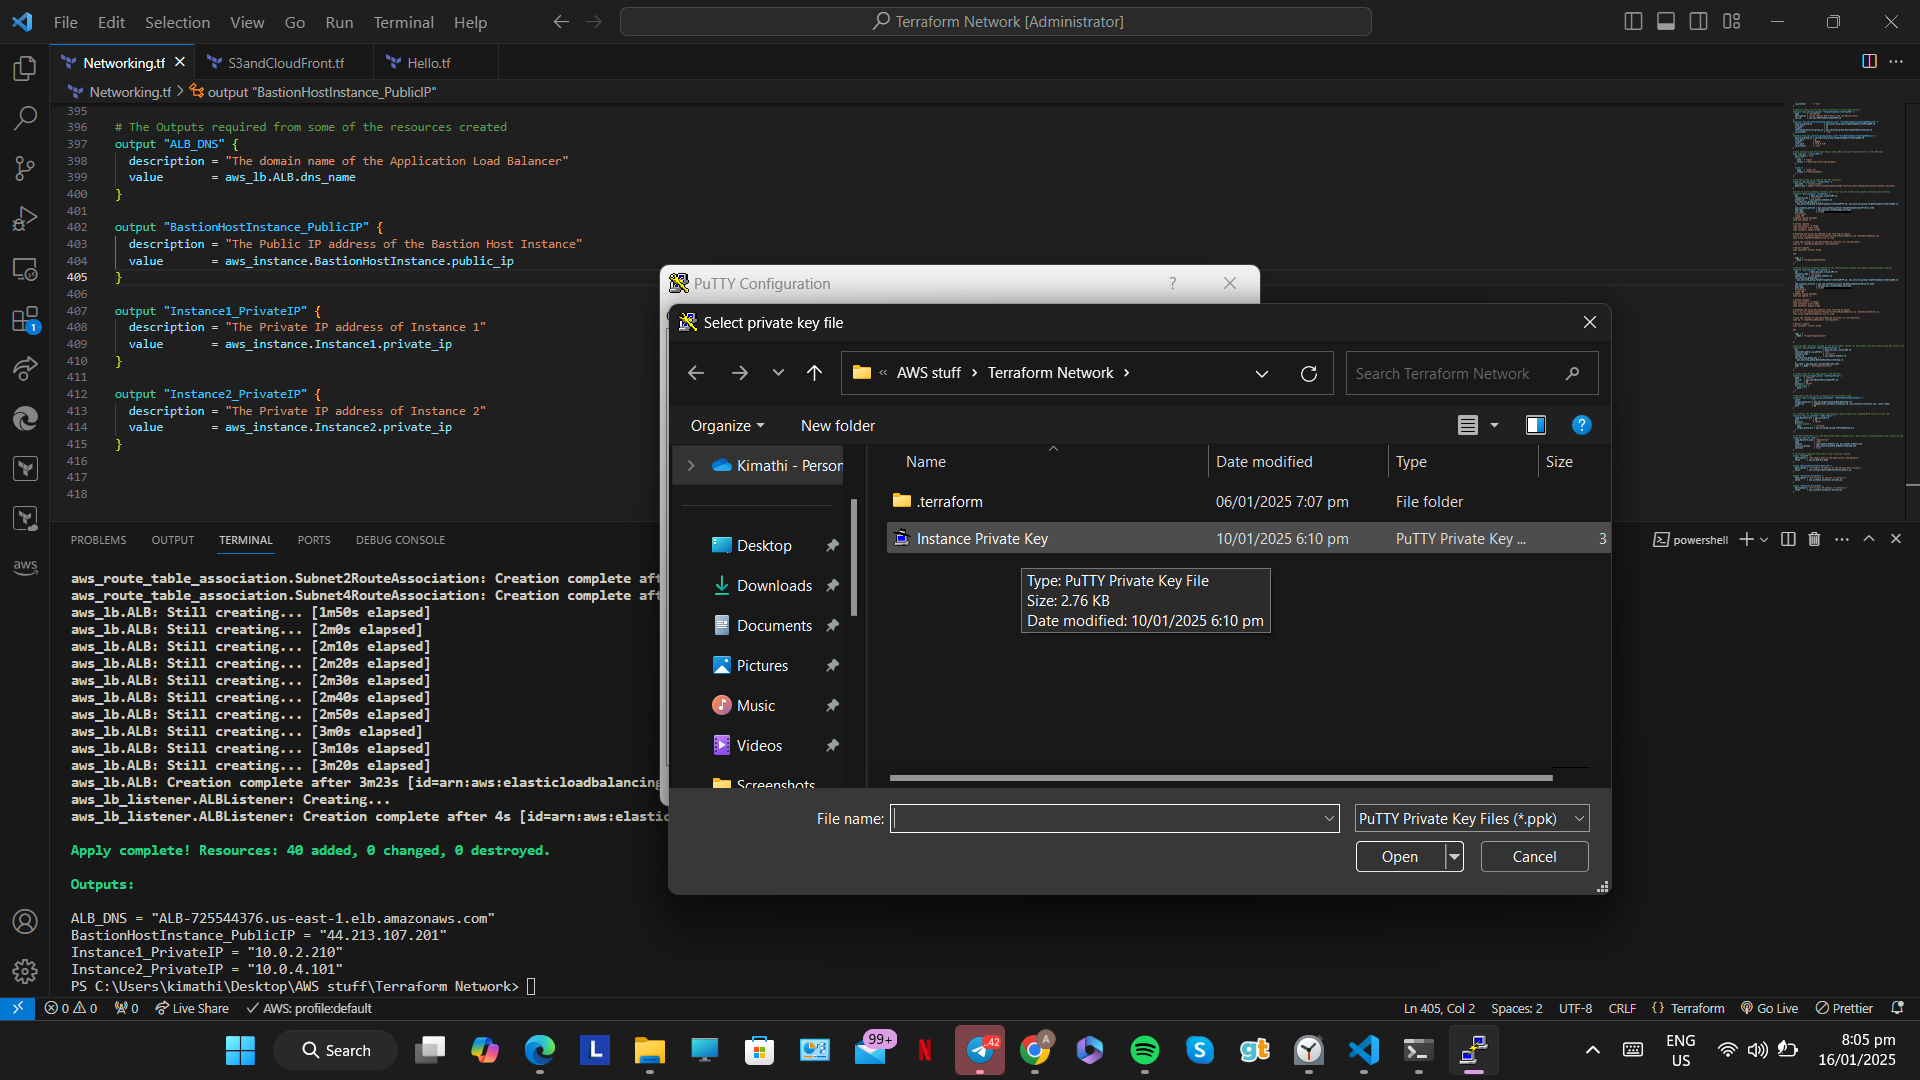 File Edit Selection View Go Run Terminal Help
Terraform Network [Administrator]
Networking.tf
S3andCloudFront.tf
Hello.tf
Networking.tf > output "BastionHostInstance_PublicIP"
395
396 # The Outputs required from some of the resources created
397 output "ALB_DNS" {
398 description = "The domain name of the Application Load Balancer"
399 value = aws_lb.ALB.dns_name
400 }
401
402 output "BastionHostInstance_PublicIP" {
403 description = "The Public IP address of the Bastion Host Instance"
404 value = aws_instance.BastionHostInstance.public_ip
405 }
406
407 output "Instance1_PrivateIP" {
408 description = "The Private IP address of Instance 1"
409 value = aws_instance.Instance1.private_ip
410 }
411
412 output "Instance2_PrivateIP" {
413 description = "The Private IP address of Instance 2"
414 value = aws_instance.Instance2.private_ip
415 }
416
417
418
PROBLEMS OUTPUT TERMINAL PORTS DEBUG CONSOLE
powershell
aws
1
aws_route_table_association.Subnet2RouteAssociation: Creation complete aft
aws_route_table_association.Subnet4RouteAssociation: Creation complete aft
aws_lb.ALB: Still creating... [1m50s elapsed]
aws_lb.ALB: Still creating... [2m0s elapsed]
aws_lb.ALB: Still creating... [2m10s elapsed]
aws_lb.ALB: Still creating... [2m20s elapsed]
aws_lb.ALB: Still creating... [2m30s elapsed]
aws_lb.ALB: Still creating... [2m40s elapsed]
aws_lb.ALB: Still creating... [2m50s elapsed]
aws_lb.ALB: Still creating... [3m0s elapsed]
aws_lb.ALB: Still creating... [3m10s elapsed]
aws_lb.ALB: Still creating... [3m20s elapsed]
aws_lb.ALB: Creation complete after 3m23s [id=arn:aws:elasticloadbalancing
aws_lb_listener.ALBListener: Creating...
aws_lb_listener.ALBListener: Creation complete after 4s [id=arn:aws:elastic
Apply complete! Resources: 40 added, 0 changed, 0 destroyed.
Outputs:
ALB_DNS = "ALB-725544376.us-east-1.elb.amazonaws.com"
BastionHostInstance_PublicIP = "44.213.107.201"
Instance1_PrivateIP = "10.0.2.210"
Instance2_PrivateIP = "10.0.4.101"
PS C:\Users\kimathi\Desktop\AWS stuff\Terraform Network>
PuTTY Configuration ?
Select private key file
« AWS stuff > Terraform Network >
Search Terraform Network
Organize New folder ?
Kimathi - Person
Desktop
Downloads
Documents
Pictures
Music
Videos
Screenshots
Name Date modified Type Size
.terraform 06/01/2025 7:07 pm File folder
Instance Private Key 10/01/2025 6:10 pm PuTTY Private Key ... 3
Type: PuTTY Private Key File
Size: 2.76 KB
Date modified: 10/01/2025 6:10 pm
File name:
PuTTY Private Key Files (*.ppk)
Open
Cancel
0 0 0 Live Share AWS: profile:default
Ln 405, Col 2 Spaces: 2 UTF-8 CRLF {} Terraform Go Live Prettier
Search
L
99+
N
..42
A
S
gt
ENG
US
8:05 pm
16/01/2025